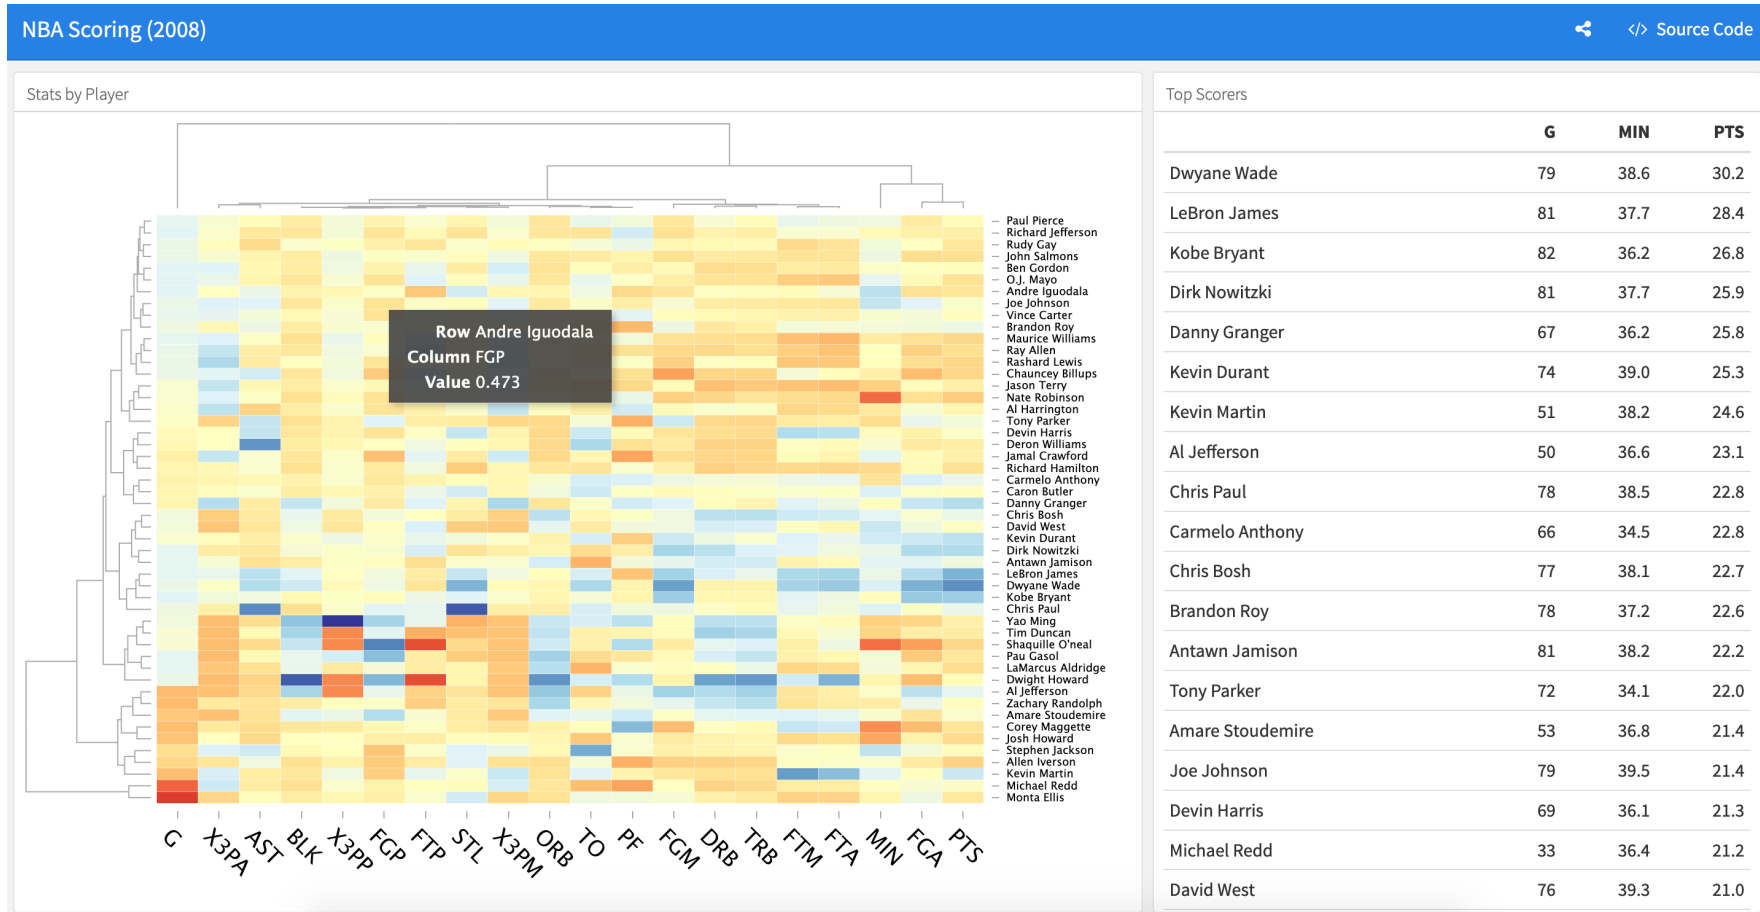 NBA Scoring (2008)
</> Source Code
Stats by Player
Paul Pierce
Richard Jefferson
Rudy Gay
John Salmons
Ben Gordon
O.J. Mayo
Andre Iguodala
Joe Johnson
Vince Carter
Brandon Roy
Maurice Williams
Ray Allen
Rashard Lewis
Chauncey Billups
Jason Terry
Nate Robinson
Al Harrington
Tony Parker
Devin Harris
Deron Williams
Jamal Crawford
Richard Hamilton
Carmelo Anthony
Caron Butler
Danny Granger
Chris Bosh
David West
Kevin Durant
Dirk Nowitzki
Antawn Jamison
LeBron James
Dwyane Wade
Kobe Bryant
Chris Paul
Yao Ming
Tim Duncan
Shaquille O'neal
Pau Gasol
LaMarcus Aldridge
Dwight Howard
Al Jefferson
Zachary Randolph
Amare Stoudemire
Corey Maggette
Josh Howard
Stephen Jackson
Allen Iverson
Kevin Martin
Michael Redd
Monta Ellis
Row Andre Iguodala
Column FGP
Value 0.473
G X3PA AST BLK X3PP FGP FTP STL X3PM ORB TO PF FGM DRB TRB FTM FTA MIN FGA PTS
Top Scorers
G MIN PTS
Dwyane Wade 79 38.6 30.2
LeBron James 81 37.7 28.4
Kobe Bryant 82 36.2 26.8
Dirk Nowitzki 81 37.7 25.9
Danny Granger 67 36.2 25.8
Kevin Durant 74 39.0 25.3
Kevin Martin 51 38.2 24.6
Al Jefferson 50 36.6 23.1
Chris Paul 78 38.5 22.8
Carmelo Anthony 66 34.5 22.8
Chris Bosh 77 38.1 22.7
Brandon Roy 78 37.2 22.6
Antawn Jamison 81 38.2 22.2
Tony Parker 72 34.1 22.0
Amare Stoudemire 53 36.8 21.4
Joe Johnson 79 39.5 21.4
Devin Harris 69 36.1 21.3
Michael Redd 33 36.4 21.2
David West 76 39.3 21.0